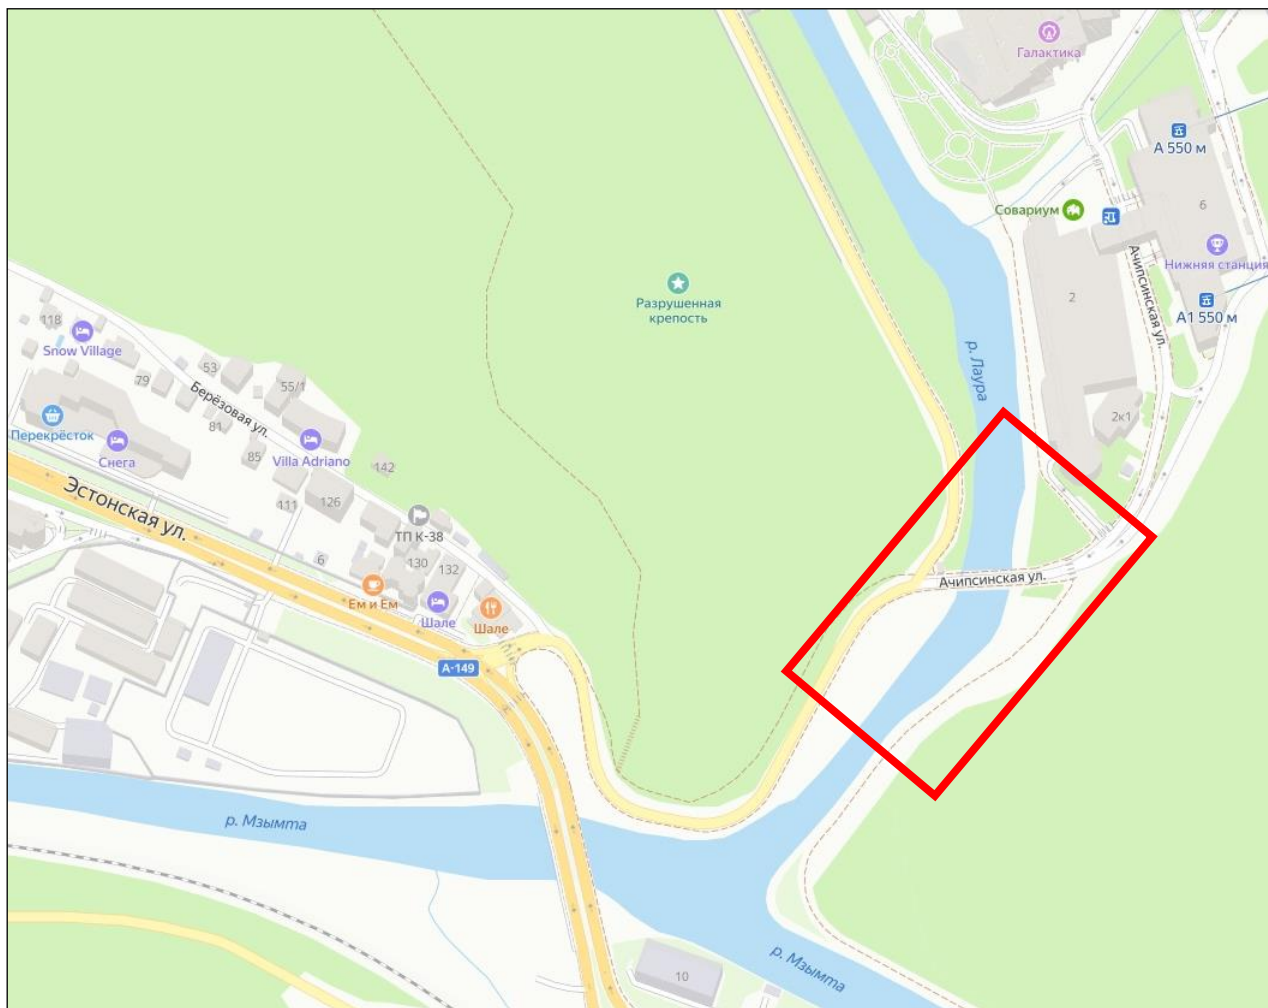 Галактика
А 550 м
Совариум
6
Ачипсинская ул.
Нижняя станция
2
А1 550 м
Разрушенная
крепость
р. Лаура
118
Snow Village
53
79
55/1
Берёзовая ул.
81
2к1
Перекрёсток
Снега
85
Villa Adriano
142
Эстонская ул.
111
126
ТП К-38
6
130
132
Ачипсинская ул.
Ем и Ем
Шале
Шале
А-149
р. Мзымта
р. Мзымта
10